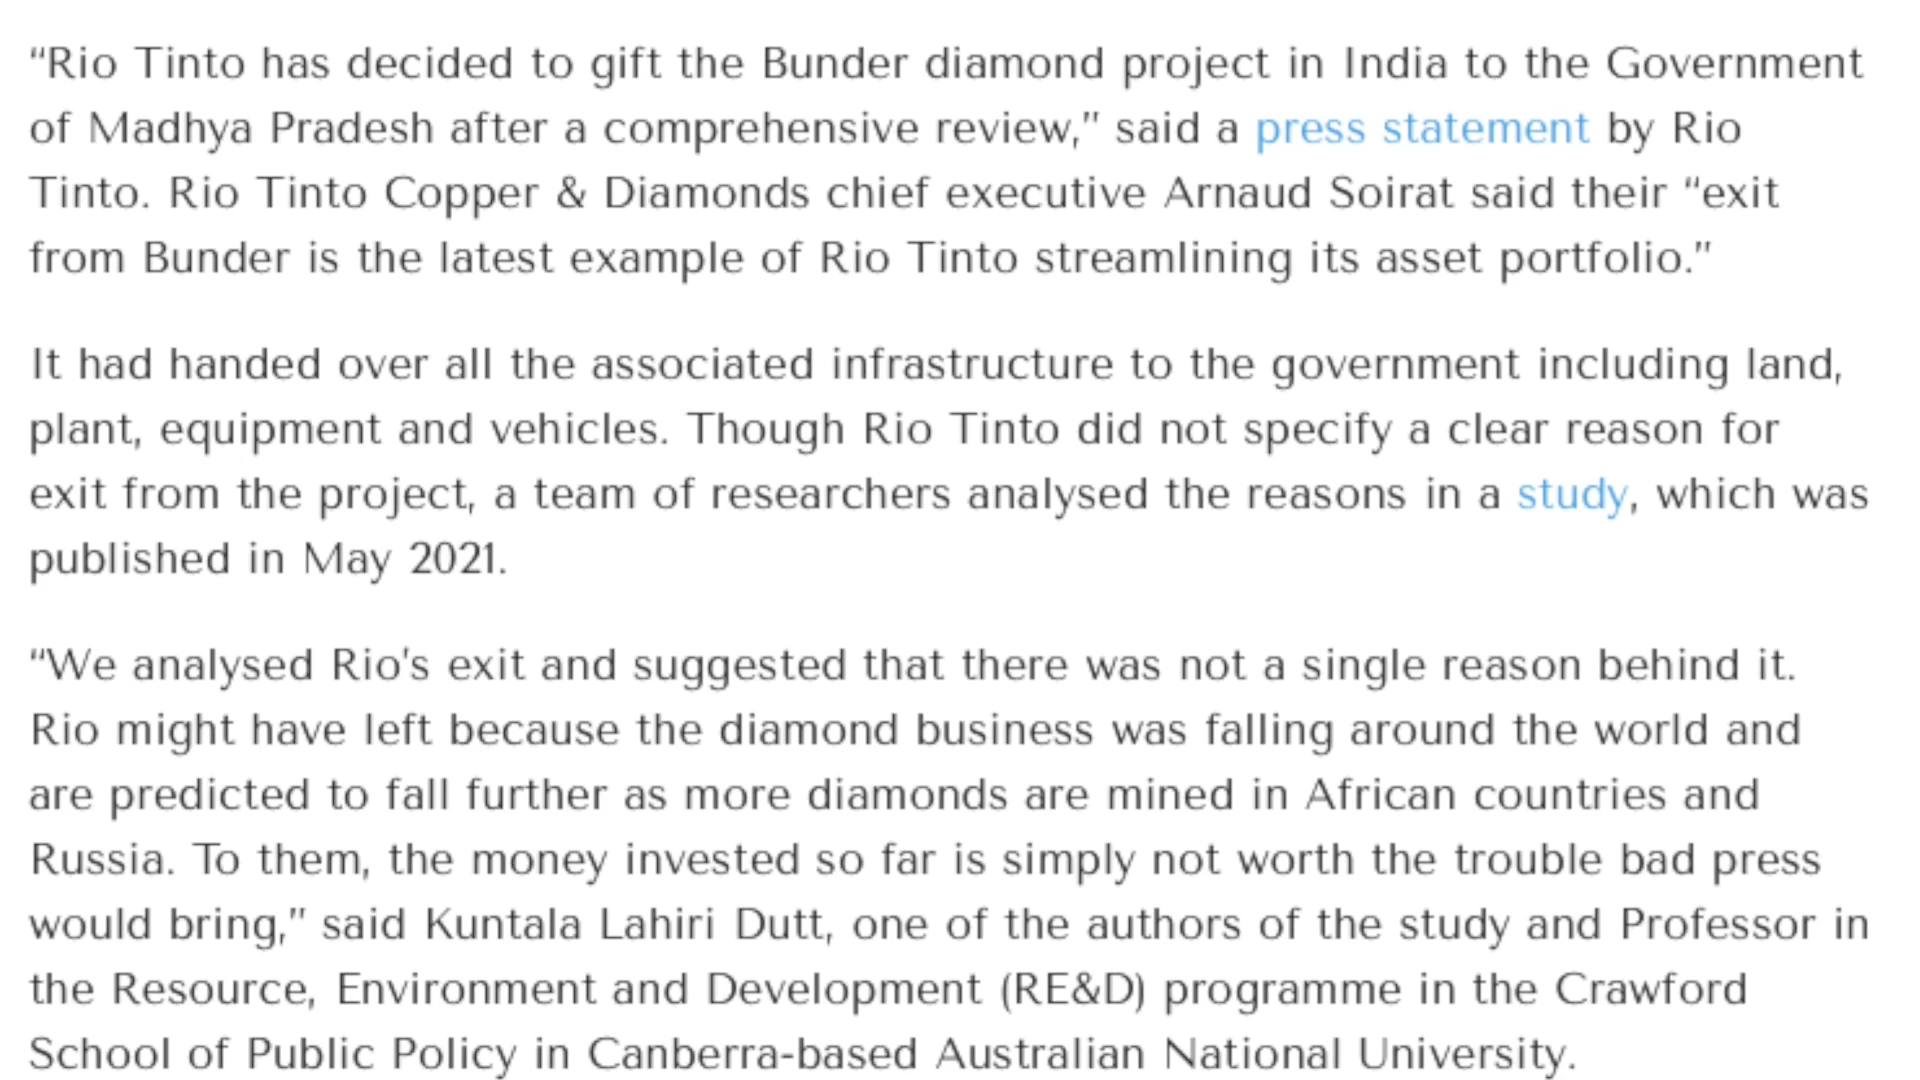 “Rio Tinto has decided to gift the Bunder diamond project in India to the Government
of Madhya Pradesh after a comprehensive review,” said a press statement by Rio
Tinto. Rio Tinto Copper & Diamonds chief executive Arnaud Soirat said their “exit
from Bunder is the latest example of Rio Tinto streamlining its asset portfolio.”
It had handed over all the associated infrastructure to the government including land,
plant, equipment and vehicles. Though Rio Tinto did not specify a clear reason for
exit from the project, a team of researchers analysed the reasons in a study, which was
published in May 2021.
“We analysed Rio’s exit and suggested that there was not a single reason behind it.
Rio might have left because the diamond business was falling around the world and
are predicted to fall further as more diamonds are mined in African countries and
Russia. To them, the money invested so far is simply not worth the trouble bad press
would bring,” said Kuntala Lahiri Dutt, one of the authors of the study and Professor in
the Resource, Environment and Development (RE&D) programme in the Crawford
School of Public Policy in Canberra-based Australian National University.